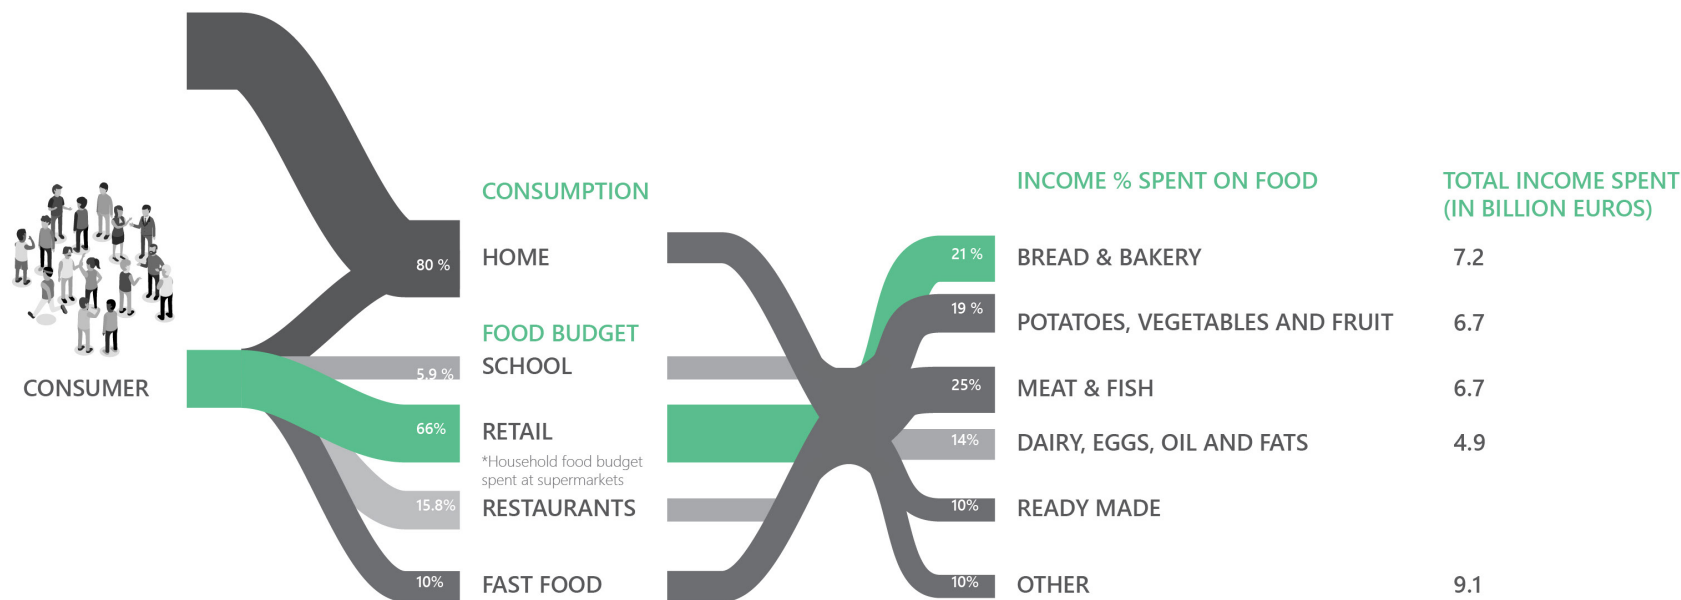 CONSUMPTION
INCOME % SPENT ON FOOD
TOTAL INCOME SPENT
(IN BILLION EUROS)
80 %
HOME
21 %
BREAD & BAKERY
7.2
19 %
POTATOES, VEGETABLES AND FRUIT
6.7
FOOD BUDGET
5.9 %
SCHOOL
CONSUMER
25%
MEAT & FISH
6.7
66%
RETAIL
*Household food budget
spent at supermarkets
14%
DAIRY, EGGS, OIL AND FATS
4.9
15.8%
RESTAURANTS
10%
READY MADE
10%
FAST FOOD
10%
OTHER
9.1